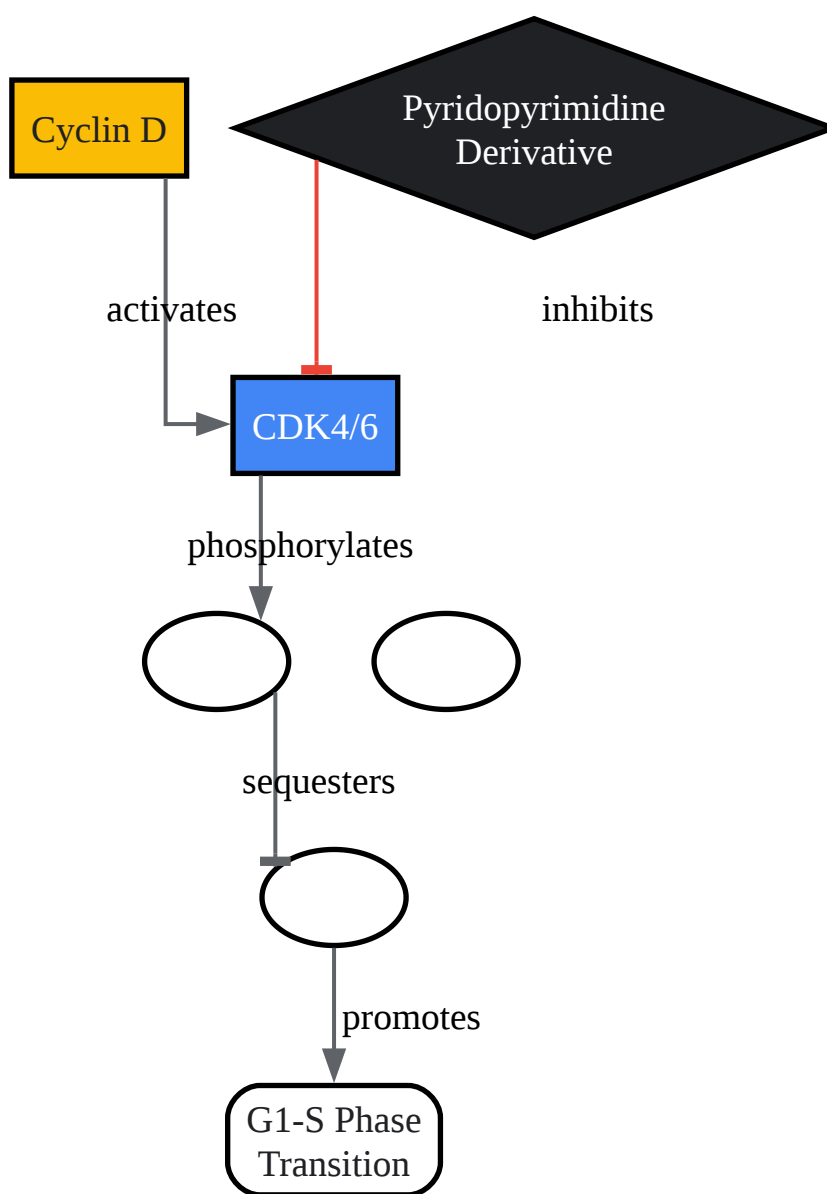 Cyclin D
Pyridopyrimidine
Derivative
activates
inhibits
CDK4/6
phosphorylates
sequesters
promotes
G1-S Phase
Transition